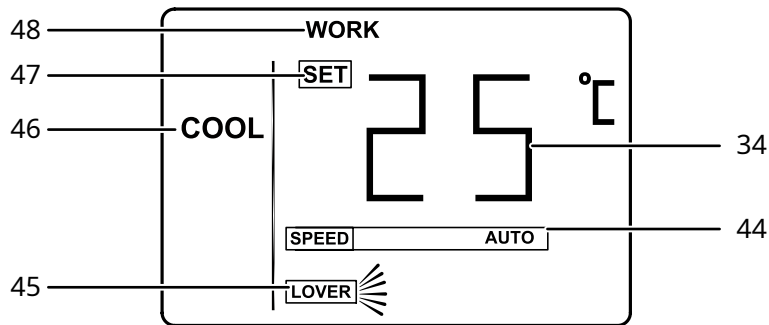 48 WORK
47 SET
46 COOL 25 °C 34
SPEED AUTO 44
45 LOVER